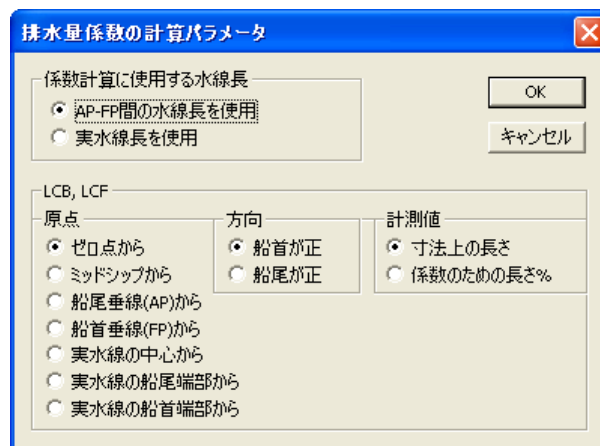 排水量係数の計算パラメータ
係数計算に使用する水線長
AP-FP間の水線長を使用
実水線長を使用
OK
キャンセル
LCB, LCF
原点
ゼロ点から
ミッドシップから
船尾垂線(AP)から
船首垂線(FP)から
実水線の中心から
実水線の船尾端部から
実水線の船首端部から
方向
船首が正
船尾が正
計測値
寸法上の長さ
係数のための長さ%